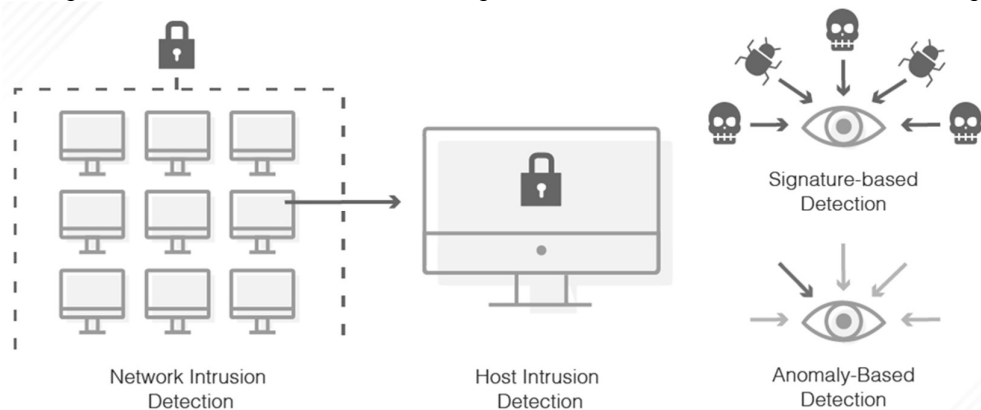 Network Intrusion
Detection
Host Intrusion
Detection
Signature-based
Detection
Anomaly-Based
Detection